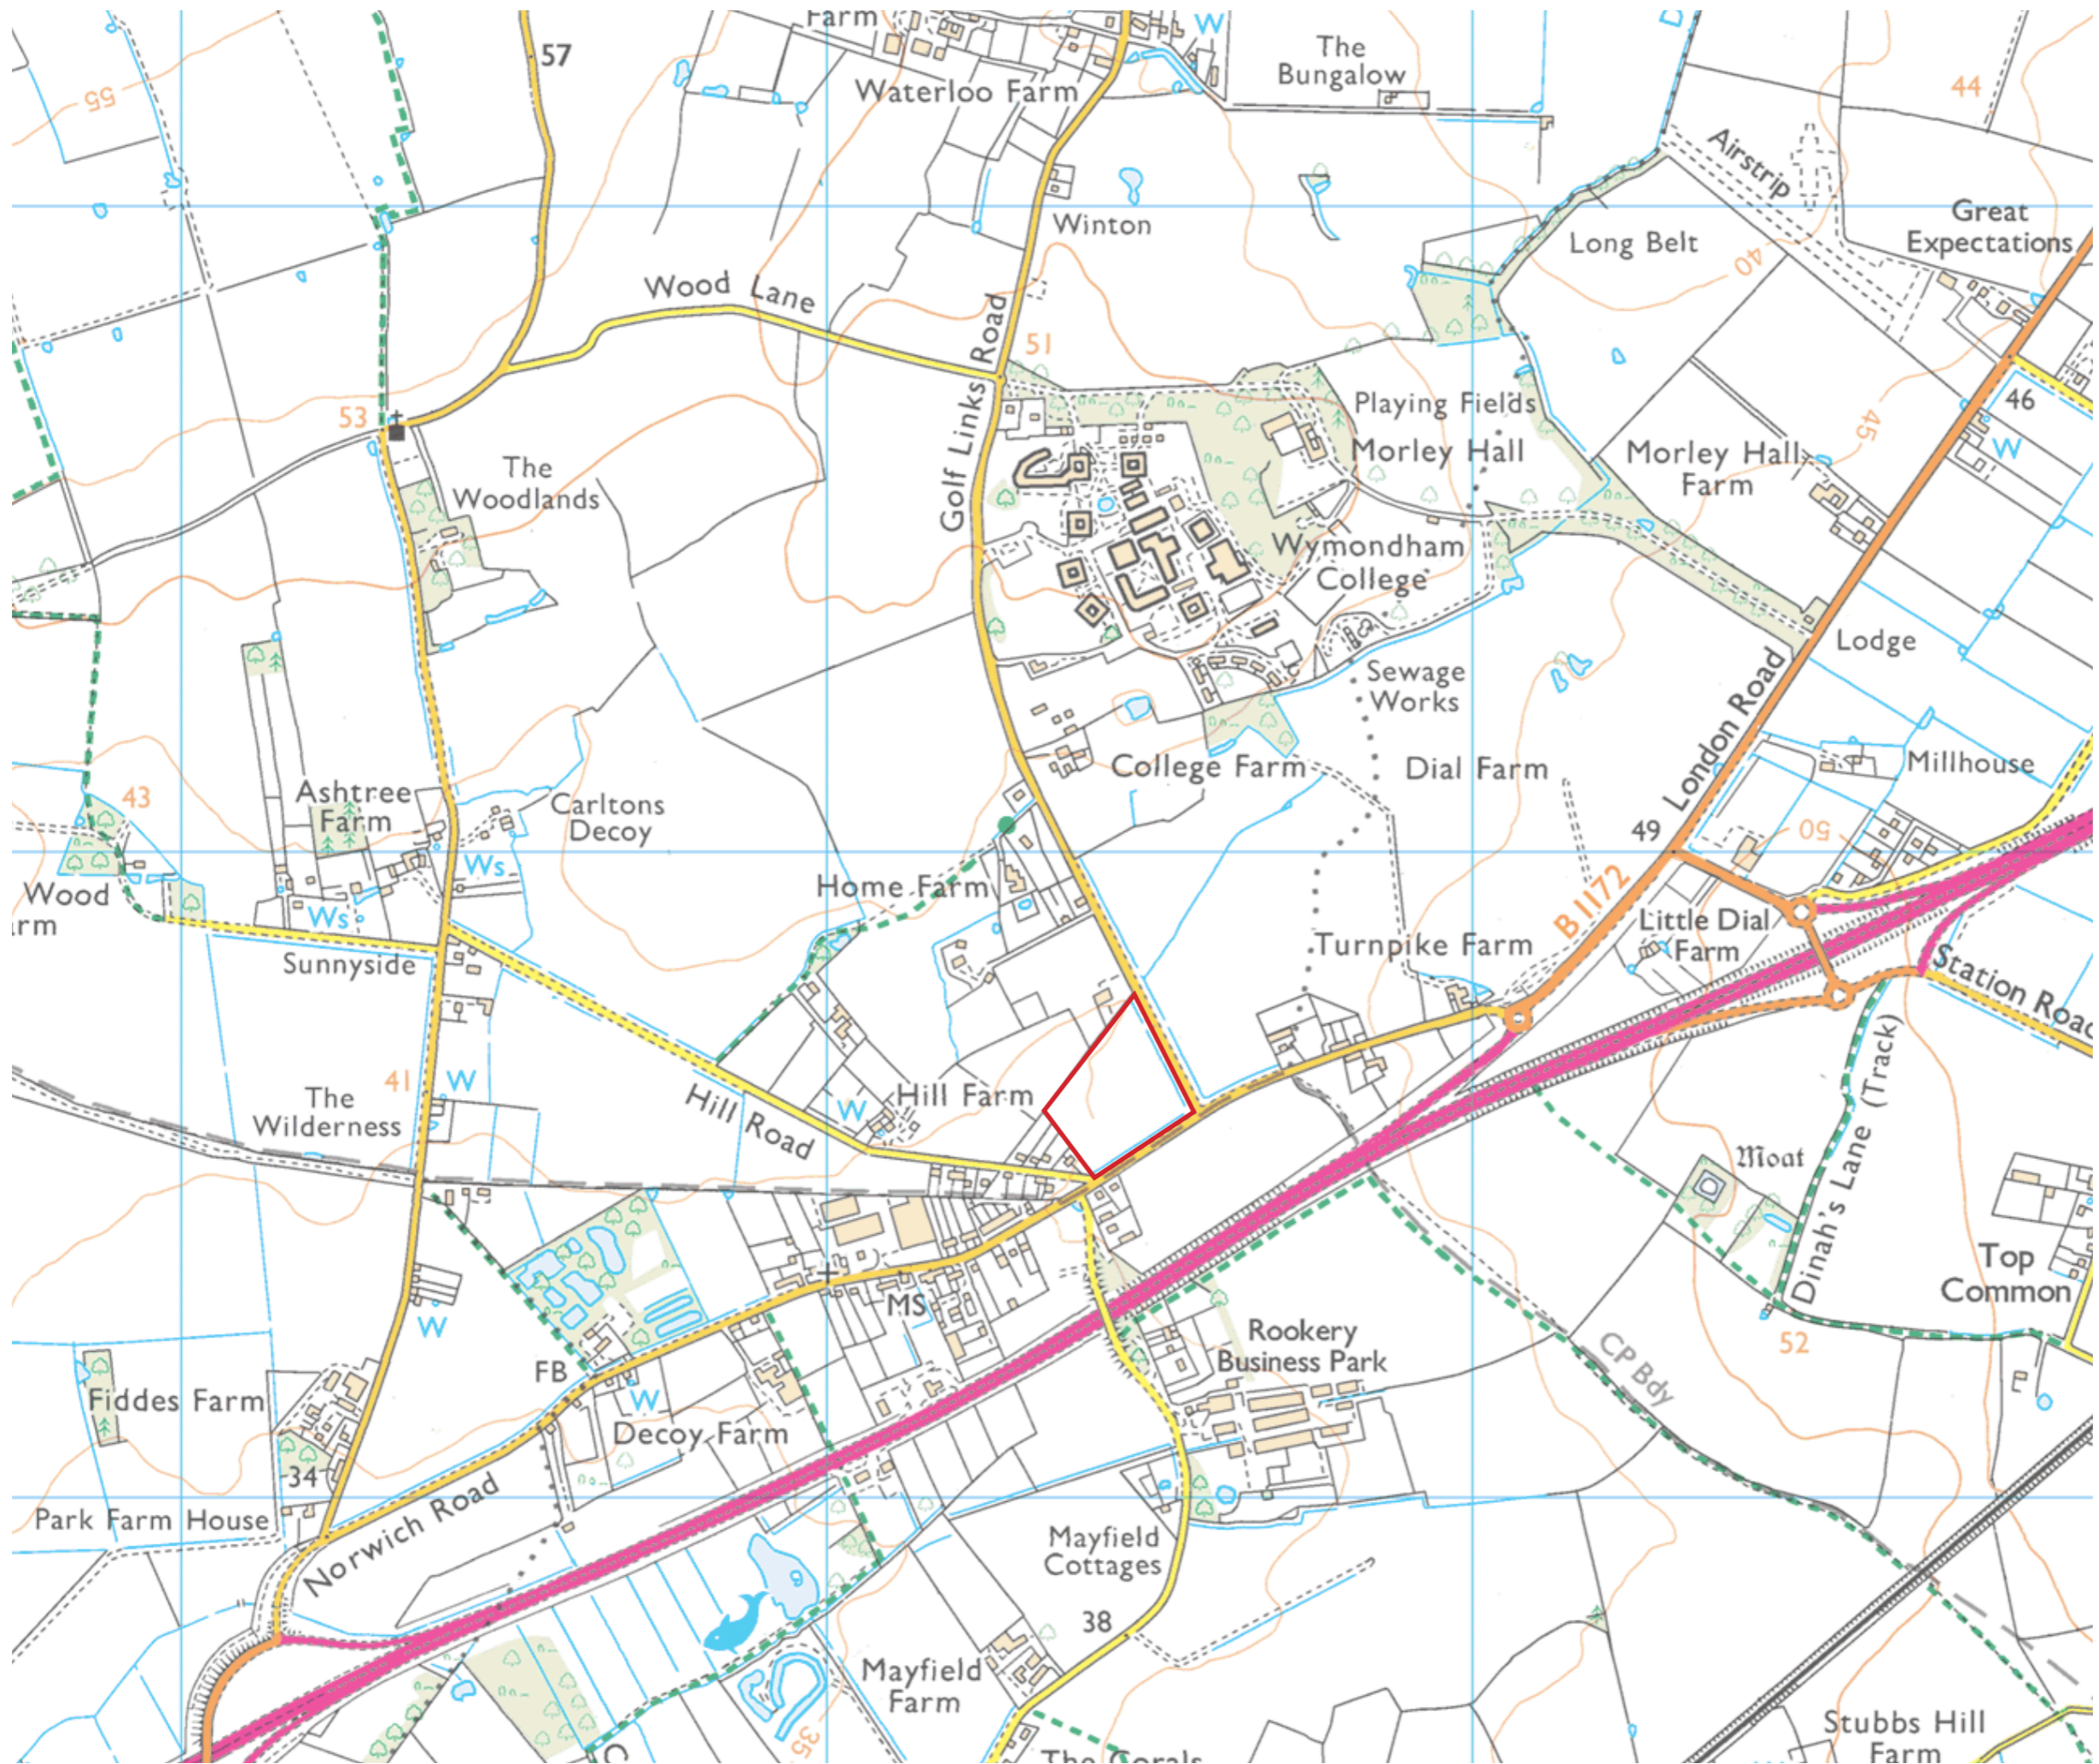 Farm
W
The
Bungalow
57
55
Waterloo Farm
44
Airstrip
Winton
Long Belt
Great
Expectations
40
Wood Lane
51
Golf Links Road
53
Playing Fields
46
Morley Hall
Morley Hall
Farm
45
W
The
Woodlands
Wymondham
College
Lodge
Sewage
Works
London Road
43
Ashtree
Farm
Carltons
Decoy
College Farm
Dial Farm
Millhouse
49
50
Ws
Wood
Home Farm
B1172
Ws
Little Dial
Farm
Turnpike Farm
Sunnyside
Station Road
41
W
The
Wilderness
W
Hill Farm
Hill Road
Dinah's Lane (Track)
Moat
Top
Common
MS
W
Rookery
Business Park
52
CP Bdy
FB
W
Fiddes Farm
Decoy Farm
34
Park Farm House
Norwich Road
Mayfield
Cottages
38
Mayfield
Farm
35
The Corals
Stubbs Hill
Farm